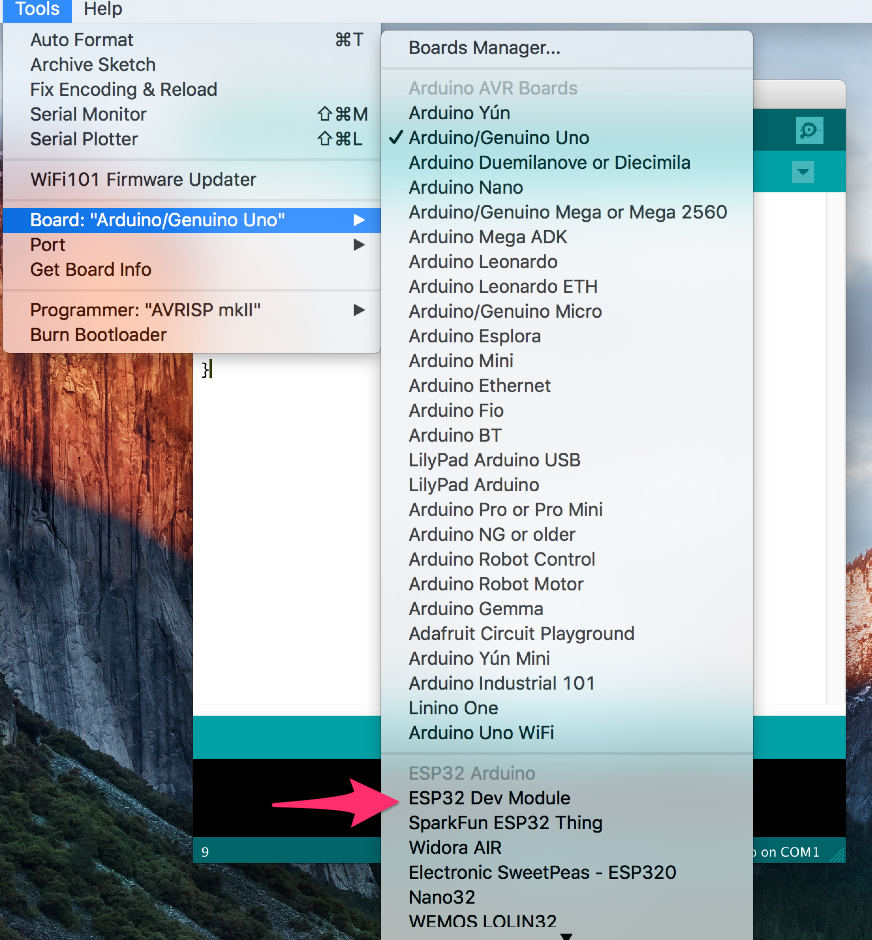 Tools Help
Auto Format ⌘T
Archive Sketch
Fix Encoding & Reload
Serial Monitor ⇧⌘M
Serial Plotter ⇧⌘L
WiFi101 Firmware Updater
Board: "Arduino/Genuino Uno"
Port
Get Board Info
Programmer: "AVRISP mkII"
Burn Bootloader
}
Boards Manager...
Arduino AVR Boards
Arduino Yún
✓ Arduino/Genuino Uno
Arduino Duemilanove or Diecimila
Arduino Nano
Arduino/Genuino Mega or Mega 2560
Arduino Mega ADK
Arduino Leonardo
Arduino Leonardo ETH
Arduino/Genuino Micro
Arduino Esplora
Arduino Mini
Arduino Ethernet
Arduino Fio
Arduino BT
LilyPad Arduino USB
LilyPad Arduino
Arduino Pro or Pro Mini
Arduino NG or older
Arduino Robot Control
Arduino Robot Motor
Arduino Gemma
Adafruit Circuit Playground
Arduino Yún Mini
Arduino Industrial 101
Linino One
Arduino Uno WiFi
ESP32 Arduino
ESP32 Dev Module
SparkFun ESP32 Thing
Widora AIR
Electronic SweetPeas - ESP320
Nano32
WEMOS LOLIN32
9
on COM1